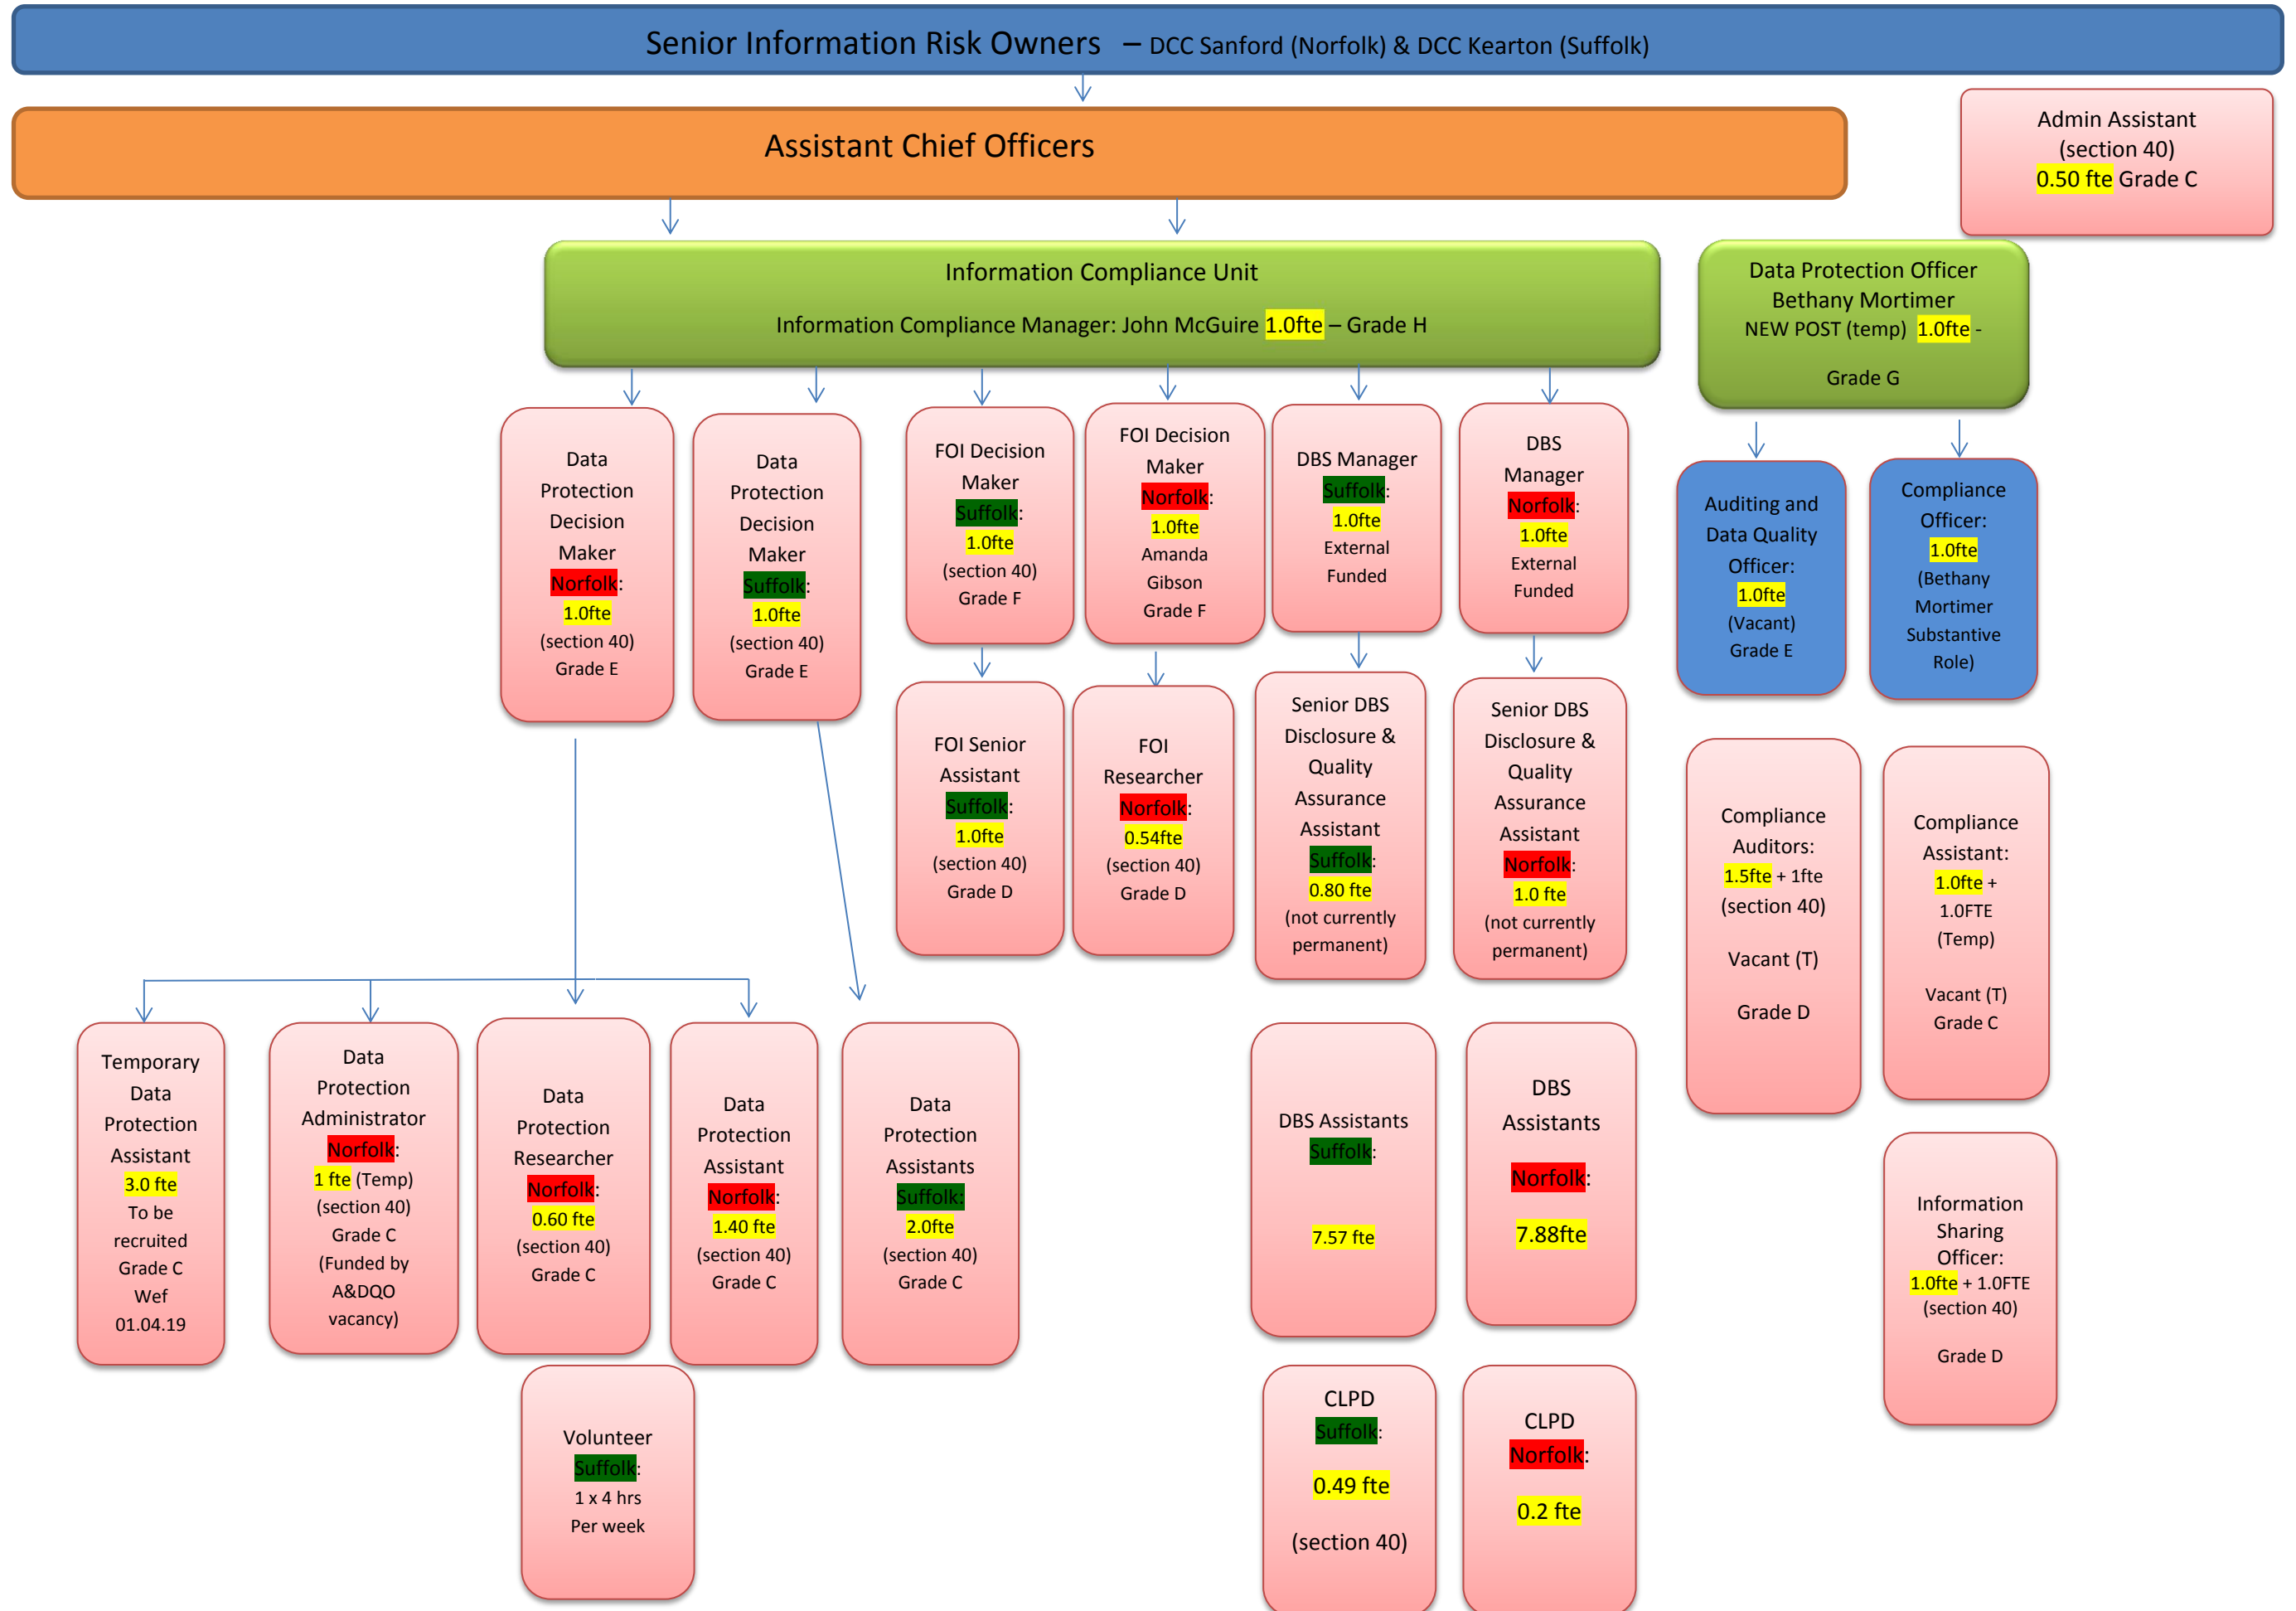 Senior Information Risk Owners – DCC Sanford (Norfolk) & DCC Kearton (Suffolk)
Assistant Chief Officers
Admin Assistant
(section 40)
0.50 fte Grade C
Information Compliance Unit
Information Compliance Manager: John McGuire 1.0fte – Grade H
Data Protection Officer
Bethany Mortimer
NEW POST (temp) 1.0fte -
Grade G
Data
Protection
Decision
Maker
Norfolk:
1.0fte
(section 40)
Grade E
Data
Protection
Decision
Maker
Suffolk:
1.0fte
(section 40)
Grade E
FOI Decision
Maker
Suffolk:
1.0fte
(section 40)
Grade F
FOI Decision
Maker
Norfolk:
1.0fte
Amanda
Gibson
Grade F
DBS Manager
Suffolk:
1.0fte
External
Funded
DBS
Manager
Norfolk:
1.0fte
External
Funded
Auditing and
Data Quality
Officer:
1.0fte
(Vacant)
Grade E
Compliance
Officer:
1.0fte
(Bethany
Mortimer
Substantive
Role)
FOI Senior
Assistant
Suffolk:
1.0fte
(section 40)
Grade D
FOI
Researcher
Norfolk:
0.54fte
(section 40)
Grade D
Senior DBS
Disclosure &
Quality
Assurance
Assistant
Suffolk:
0.80 fte
(not currently
permanent)
Senior DBS
Disclosure &
Quality
Assurance
Assistant
Norfolk:
1.0 fte
(not currently
permanent)
Compliance
Auditors:
1.5fte + 1fte
(section 40)
Vacant (T)
Grade D
Compliance
Assistant:
1.0fte +
1.0FTE
(Temp)
Vacant (T)
Grade C
Temporary
Data
Protection
Assistant
3.0 fte
To be
recruited
Grade C
Wef
01.04.19
Data
Protection
Administrator
Norfolk:
1 fte (Temp)
(section 40)
Grade C
(Funded by
A&DQO
vacancy)
Data
Protection
Researcher
Norfolk:
0.60 fte
(section 40)
Grade C
Data
Protection
Assistant
Norfolk:
1.40 fte
(section 40)
Grade C
Data
Protection
Assistants
Suffolk:
2.0fte
(section 40)
Grade C
DBS Assistants
Suffolk:
7.57 fte
DBS
Assistants
Norfolk:
7.88fte
Information
Sharing
Officer:
1.0fte + 1.0FTE
(section 40)
Grade D
Volunteer
Suffolk:
1 x 4 hrs
Per week
CLPD
Suffolk:
0.49 fte
(section 40)
CLPD
Norfolk:
0.2 fte